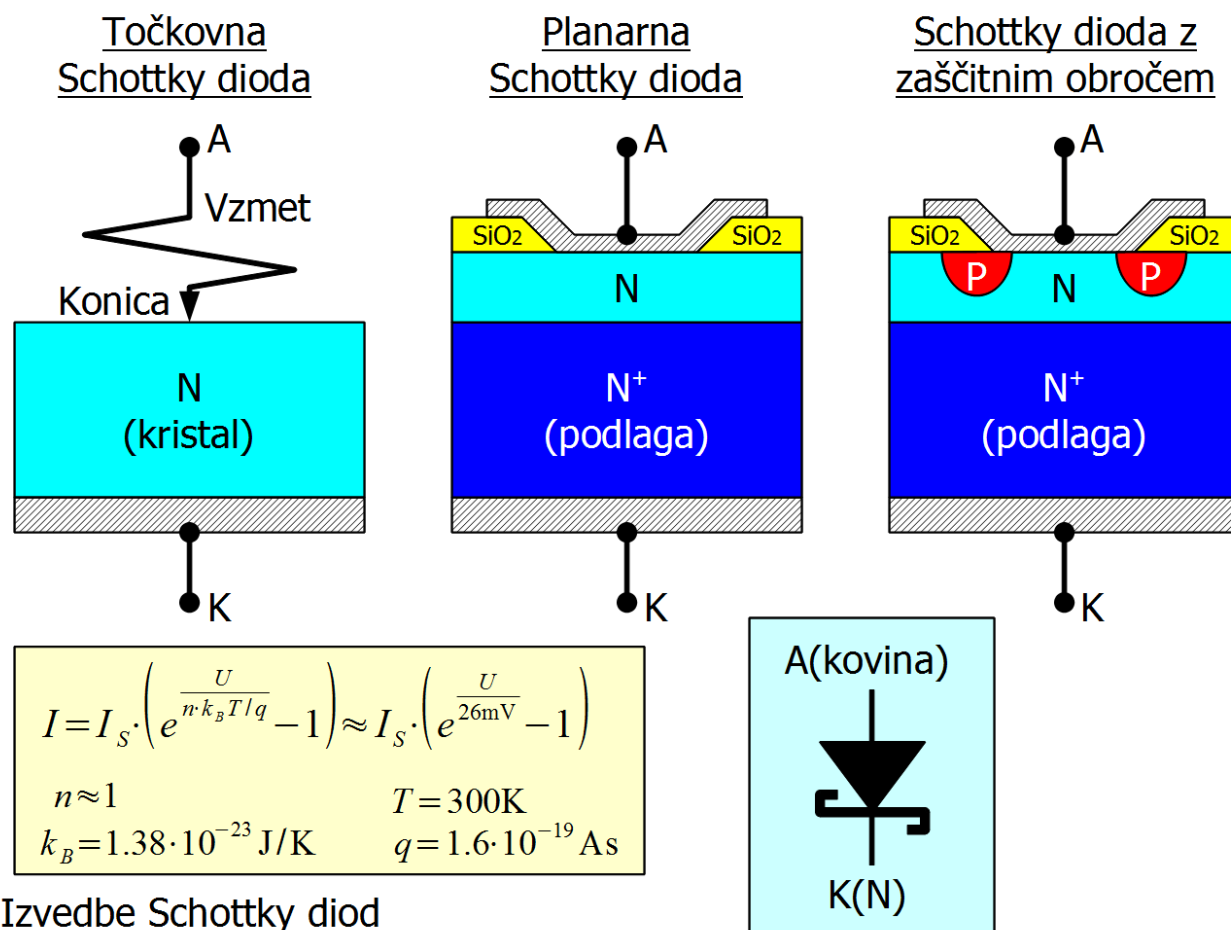 Točkovna
Schottky dioda
A
Vzmet
Konica
N
(kristal)
K
Planarna
Schottky dioda
A
SiO₂ SiO₂
N
N⁺
(podlaga)
K
Schottky dioda z
zaščitnim obročem
A
SiO₂ SiO₂
P N P
N⁺
(podlaga)
K
I=I_S·(e^(U/(n·k_B T/q))−1)≈I_S·(e^(U/26mV)−1)
n≈1 T=300K
k_B=1.38·10⁻²³ J/K q=1.6·10⁻¹⁹ As
A(kovina)
K(N)
Izvedbe Schottky diod